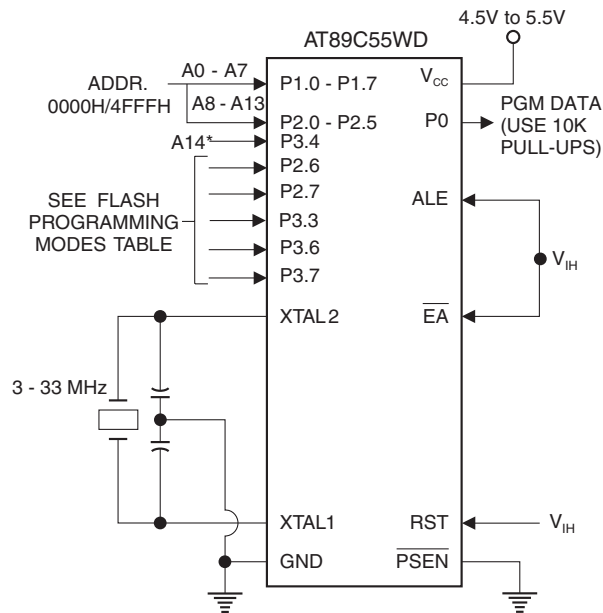 4.5V to 5.5V
AT89C55WD
ADDR.
0000H/4FFFH
A0 - A7
A8 - A13
A14*
SEE FLASH
PROGRAMMING
MODES TABLE
P1.0 - P1.7
P2.0 - P2.5
P3.4
P2.6
P2.7
P3.3
P3.6
P3.7
XTAL2
3 - 33 MHz
XTAL1
GND
VCC
P0
PGM DATA
(USE 10K
PULL-UPS)
ALE
VIH
EA
RST
VIH
PSEN